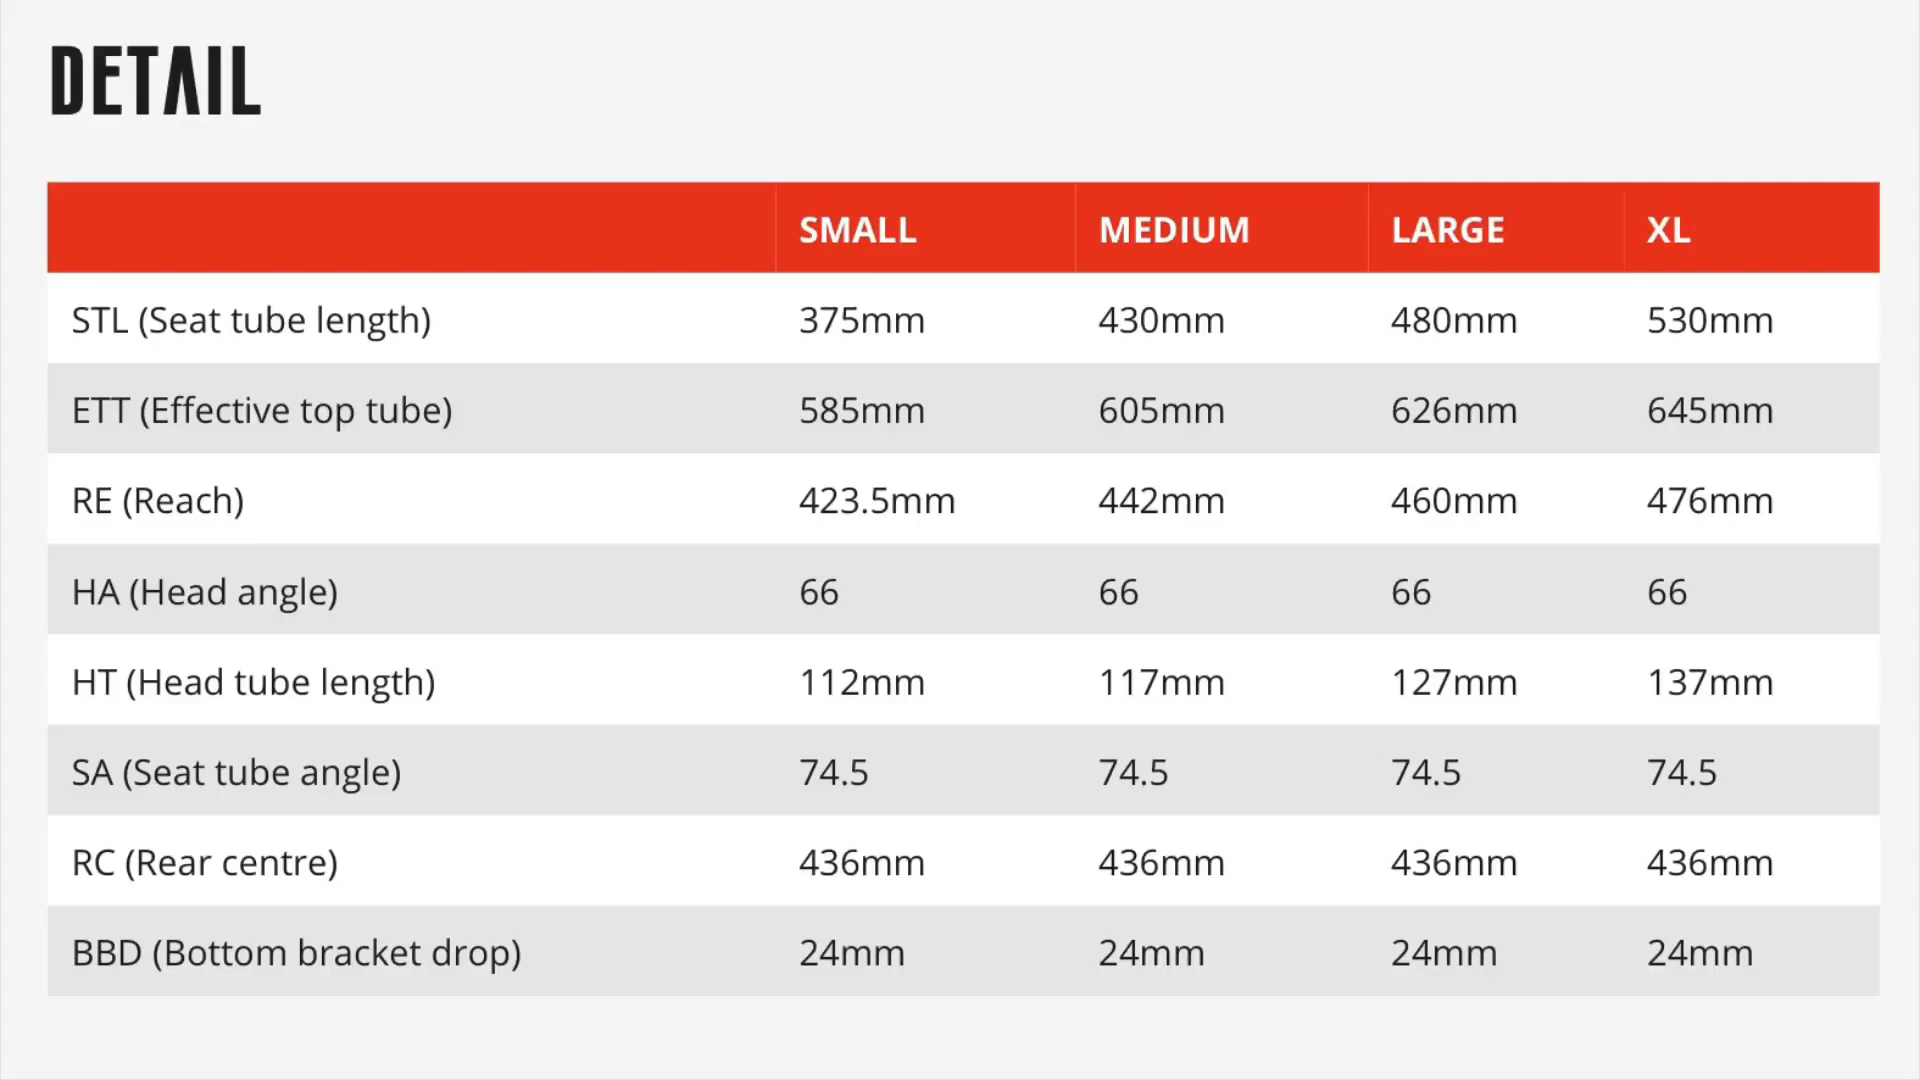 DETAIL
SMALL MEDIUM LARGE XL
STL (Seat tube length) 375mm 430mm 480mm 530mm
ETT (Effective top tube) 585mm 605mm 626mm 645mm
RE (Reach) 423.5mm 442mm 460mm 476mm
HA (Head angle) 66 66 66 66
HT (Head tube length) 112mm 117mm 127mm 137mm
SA (Seat tube angle) 74.5 74.5 74.5 74.5
RC (Rear centre) 436mm 436mm 436mm 436mm
BBD (Bottom bracket drop) 24mm 24mm 24mm 24mm